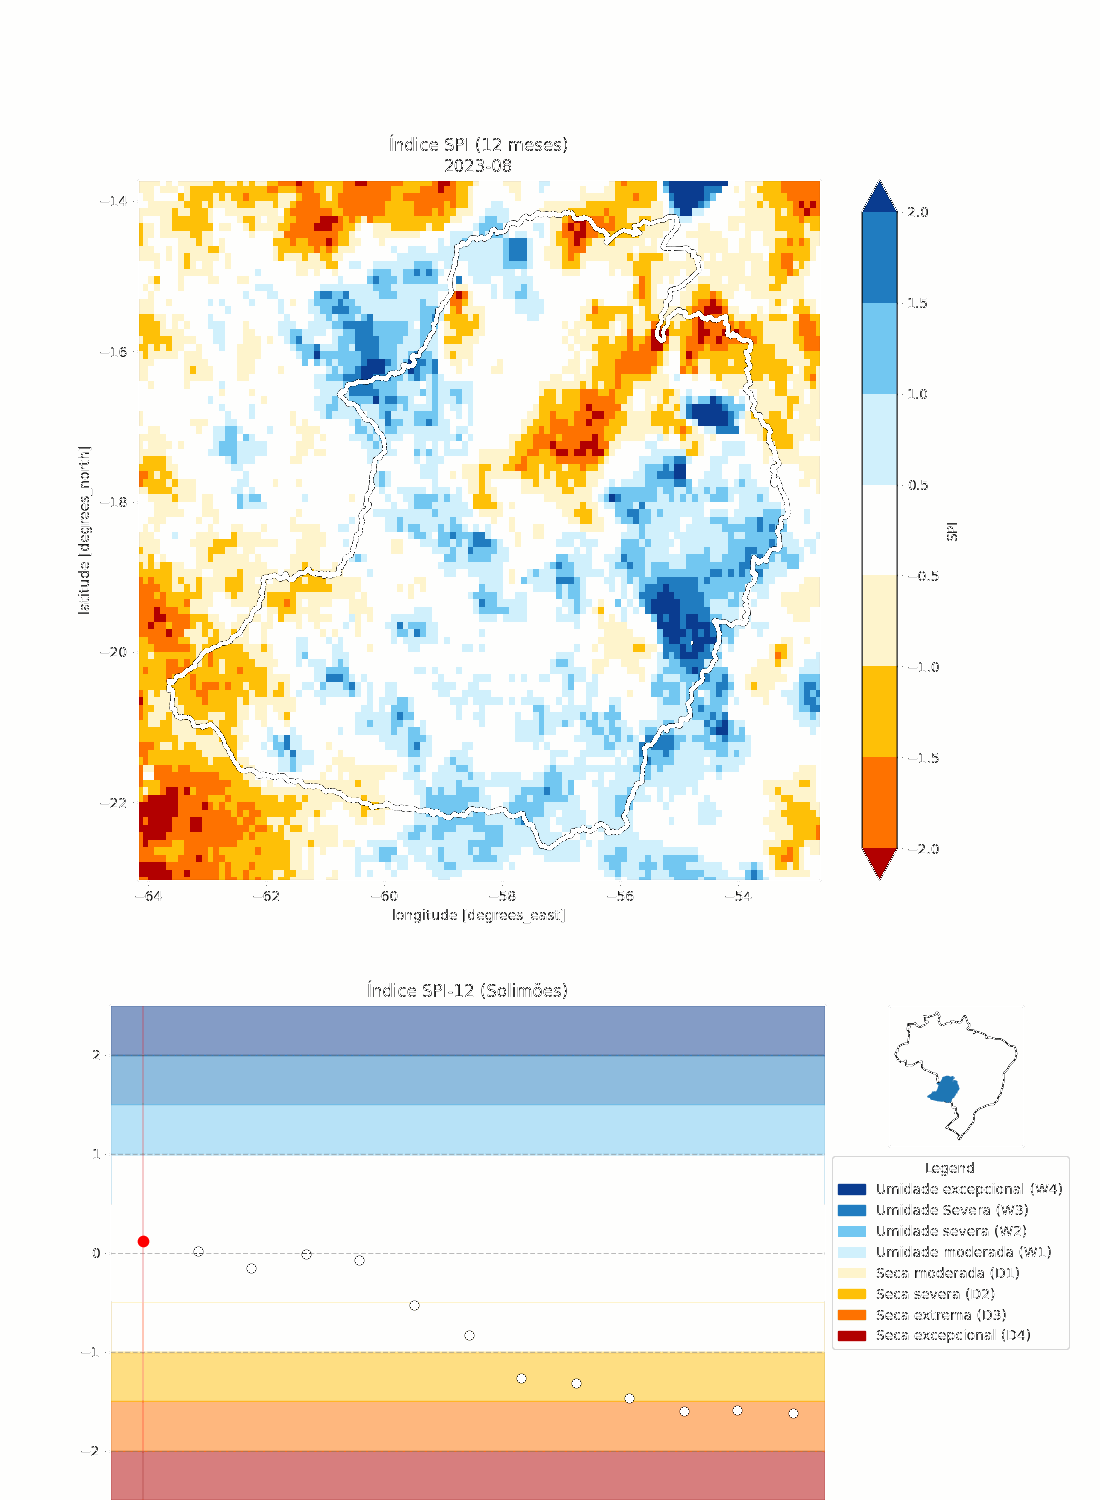 Índice SPI (12 meses)
2023-08
−14
−16
−18
−20
−22
latitude [degrees_north]
−64
−62
−60
−58
−56
−54
longitude [degrees_east]
2.0
1.5
1.0
0.5
−0.5
−1.0
−1.5
−2.0
SPI
Índice SPI-12 (Solimões)
2
1
0
−1
−2
Legend
Umidade excepcional (W4)
Umidade Severa (W3)
Umidade severa (W2)
Umidade moderada (W1)
Seca moderada (D1)
Seca severa (D2)
Seca extrema (D3)
Seca excepcional (D4)